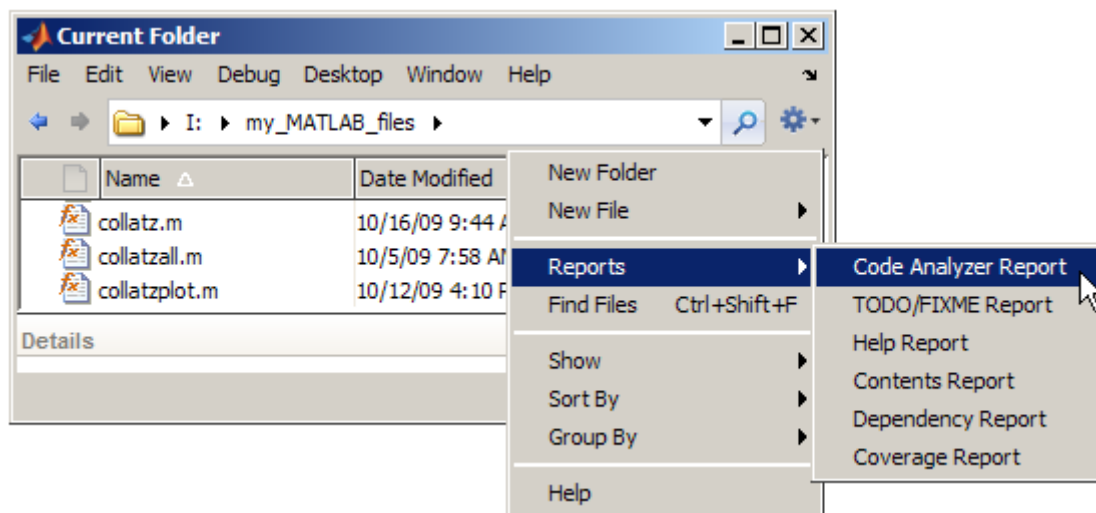 Current Folder
File Edit View Debug Desktop Window Help
I: my_MATLAB_files
Name Date Modified
collatz.m 10/16/09 9:44
collatzall.m 10/5/09 7:58
collatzplot.m 10/12/09 4:10
Details
New Folder
New File
Reports
Find Files Ctrl+Shift+F
Show
Sort By
Group By
Help
Code Analyzer Report
TODO/FIXME Report
Help Report
Contents Report
Dependency Report
Coverage Report